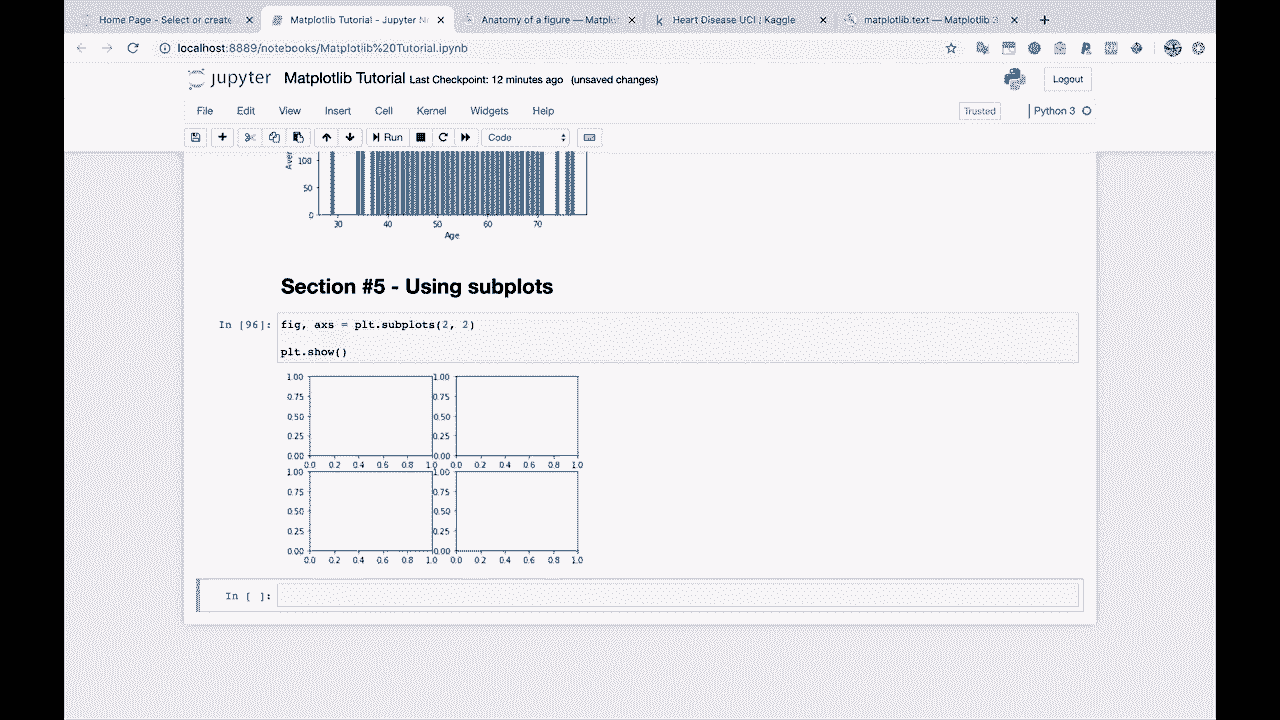 Home Page - Select or create
Matplotlib Tutorial - Jupyter N
Anatomy of a figure — Matpl
Heart Disease UCI | Kaggle
matplotlib.text — Matplotlib
localhost:8889/notebooks/Matplotlib%20Tutorial.ipynb
jupyter Matplotlib Tutorial Last Checkpoint: 12 minutes ago (unsaved changes)
Logout
File Edit View Insert Cell Kernel Widgets Help
Trusted
Python 3
Run
Code
Aver
100
50
0
30 40 50 60 70
Age
Section #5 - Using subplots
In [96]: fig, axs = plt.subplots(2, 2)
plt.show()
1.00 1.00
0.75 0.75
0.50 0.50
0.25 0.25
0.00 0.00
0.0 0.2 0.4 0.6 0.8 1.0 0.0 0.2 0.4 0.6 0.8 1.0
1.00 1.00
0.75 0.75
0.50 0.50
0.25 0.25
0.00 0.00
0.0 0.2 0.4 0.6 0.8 1.0 0.0 0.2 0.4 0.6 0.8 1.0
In [ ]: